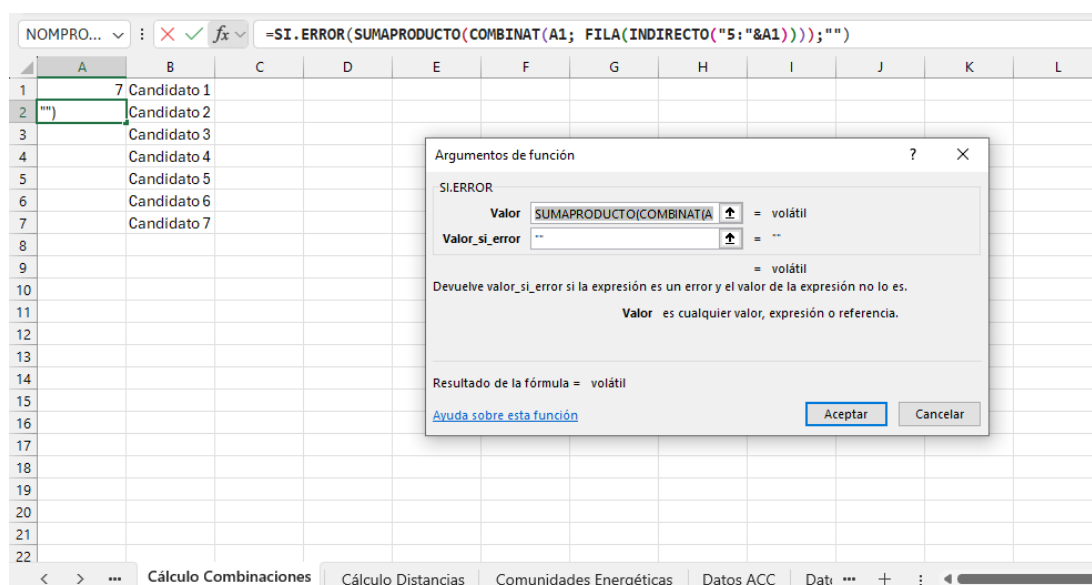 NOMPRO... fx =SI.ERROR(SUMAPRODUCTO(COMBINAT(A1; FILA(INDIRECTO("5:"&A1))));"")
A B C D E F G H I J K L
1 7 Candidato 1
2 "") Candidato 2
3 Candidato 3
4 Candidato 4
5 Candidato 5
6 Candidato 6
7 Candidato 7
8
9
10
11
12
13
14
15
16
17
18
19
20
21
22
Argumentos de función ? X
SI.ERROR
Valor SUMAPRODUCTO(COMBINAT(A = volátil
Valor_si_error "" = ""
= volátil
Devuelve valor_si_error si la expresión es un error y el valor de la expresión no lo es.
Valor es cualquier valor, expresión o referencia.
Resultado de la fórmula = volátil
Ayuda sobre esta función Aceptar Cancelar
... Cálculo Combinaciones Cálculo Distancias Comunidades Energéticas Datos ACC Dat ... +